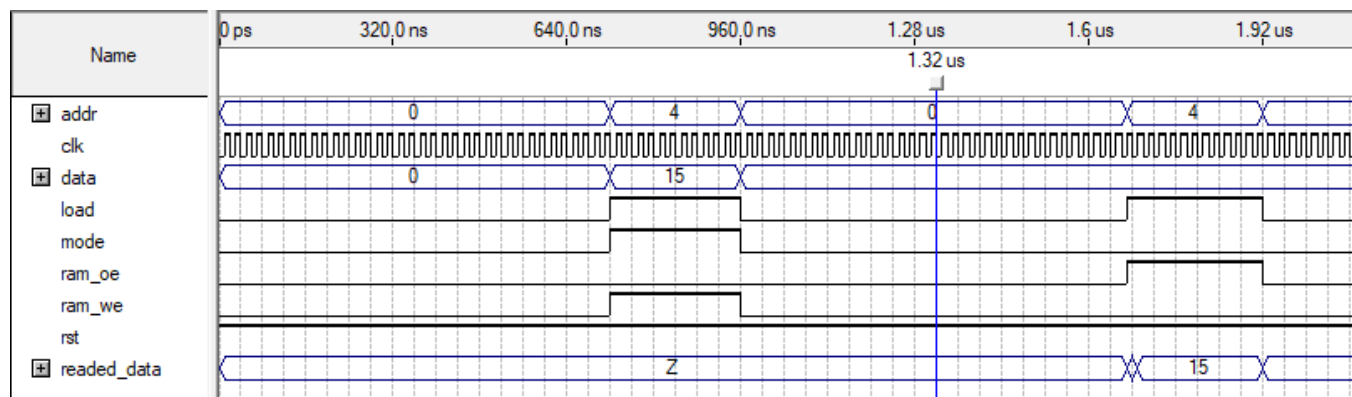 Name
0 ps 320.0 ns 640.0 ns 960.0 ns 1.28 us 1.6 us 1.92 us
1.32 us
addr 0 4 0 4
clk
data 0 15
load
mode
ram_oe
ram_we
rst
readed_data Z 15